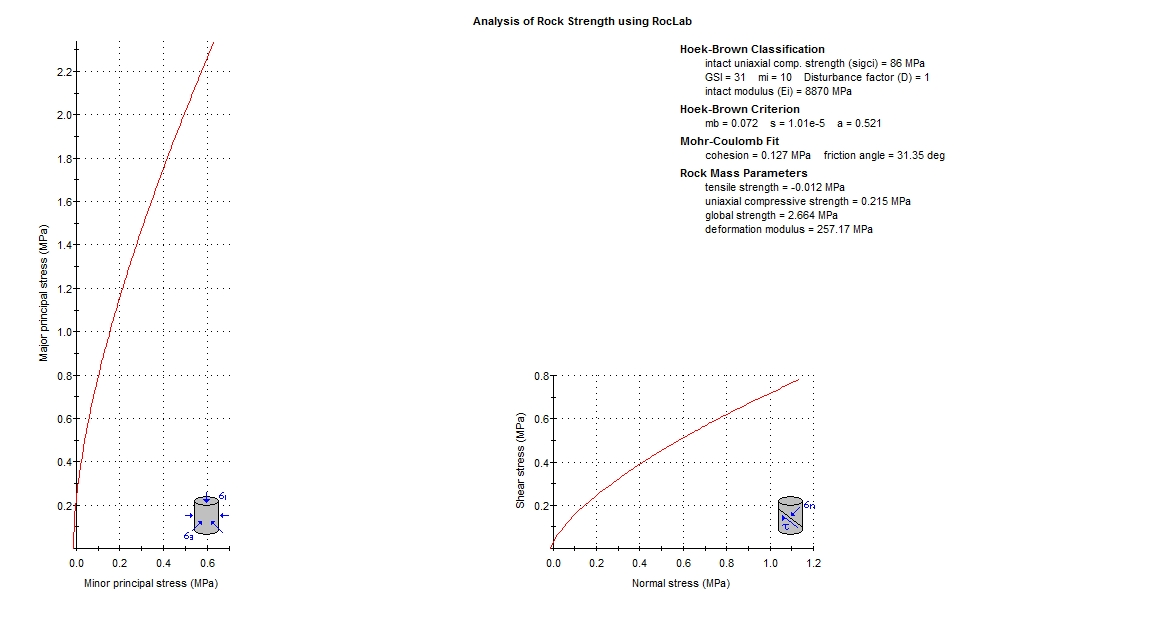 Analysis of Rock Strength using RocLab
Hoek-Brown Classification
intact uniaxial comp. strength (sigci) = 86 MPa
GSI = 31    mi = 10    Disturbance factor (D) = 1
intact modulus (Ei) = 8870 MPa
Hoek-Brown Criterion
mb = 0.072    s = 1.01e-5    a = 0.521
Mohr-Coulomb Fit
cohesion = 0.127 MPa    friction angle = 31.35 deg
Rock Mass Parameters
tensile strength = -0.012 MPa
uniaxial compressive strength = 0.215 MPa
global strength = 2.664 MPa
deformation modulus = 257.17 MPa
Major principal stress (MPa)
2.2
2.0
1.8
1.6
1.4
1.2
1.0
0.8
0.6
0.4
0.2
0.0 0.2 0.4 0.6
Minor principal stress (MPa)
σ1
σ3
Shear stress (MPa)
0.8
0.6
0.4
0.2
0.0 0.2 0.4 0.6 0.8 1.0 1.2
Normal stress (MPa)
σn
τ